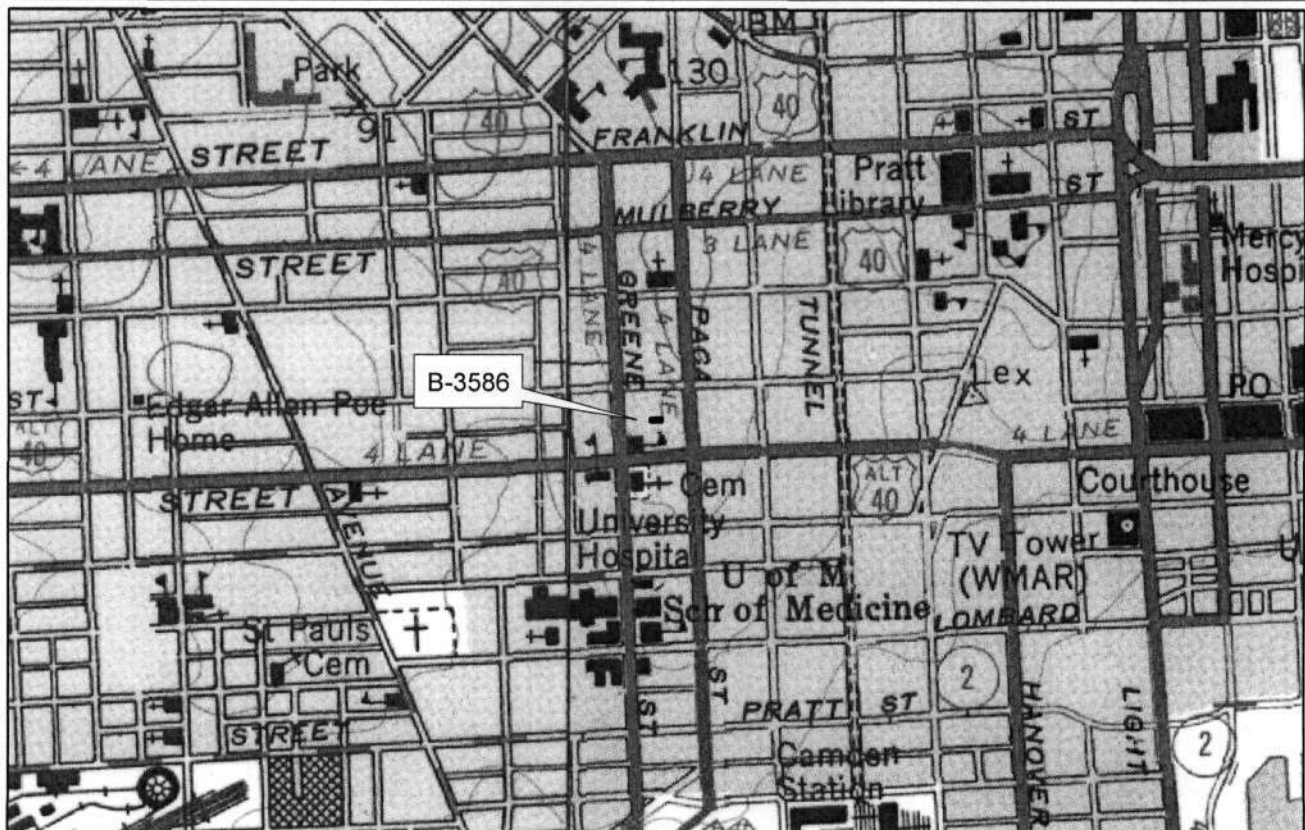 BM
Park
130
40
40
91
FRANKLIN
ST
STREET
4 LANE
4 LANE
Pratt
Library
ST
MULBERRY
3 LANE
STREET
40
40
Mercy
4 LANE
GREENE
4 LANE
TUNNEL
B-3586
Lex
PO
ST
Edgar Allen Poe
Home
ALT
40
4 LANE
4 LANE
STREET
AVENUE
Cem
ALT
40
Courthouse
University
Hospital
TV Tower
(WMAR)
U of M
Sch of Medicine
LOMBARD
St Pauls
Cem
2
ST
ST
PRATT ST
HANOVER
LIGHT
2
STREET
Camden
Station